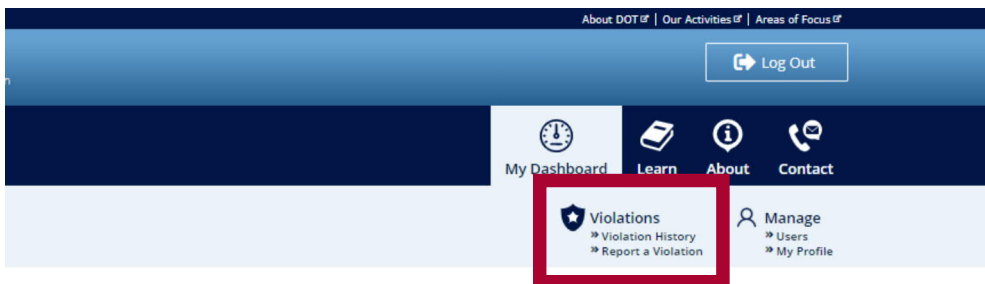 About DOT | Our Activities | Areas of Focus
n
Log Out
My Dashboard Learn About Contact
Violations Manage
» Violation History » Users
» Report a Violation » My Profile